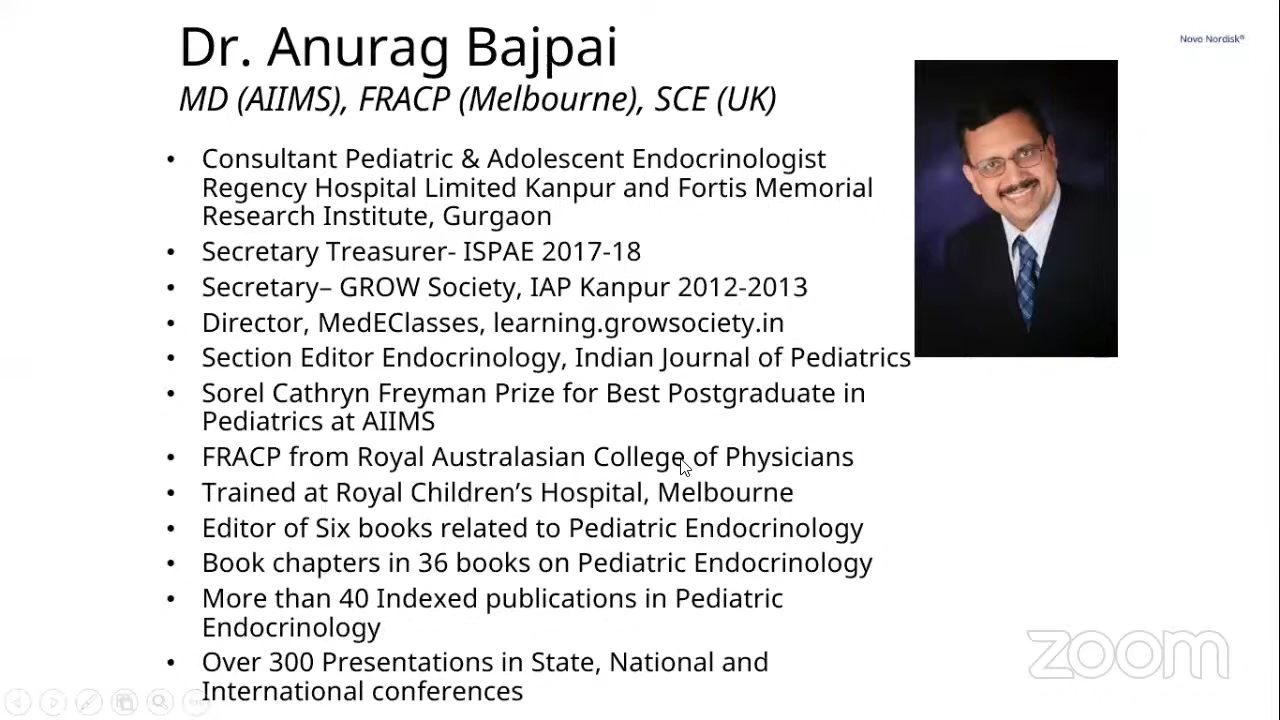 Dr. Anurag Bajpai
Novo Nordisk®
MD (AIIMS), FRACP (Melbourne), SCE (UK)
• Consultant Pediatric & Adolescent Endocrinologist
Regency Hospital Limited Kanpur and Fortis Memorial
Research Institute, Gurgaon
• Secretary Treasurer- ISPAE 2017-18
• Secretary– GROW Society, IAP Kanpur 2012-2013
• Director, MedEClasses, learning.growsociety.in
• Section Editor Endocrinology, Indian Journal of Pediatrics
• Sorel Cathryn Freyman Prize for Best Postgraduate in
Pediatrics at AIIMS
• FRACP from Royal Australasian College of Physicians
• Trained at Royal Children’s Hospital, Melbourne
• Editor of Six books related to Pediatric Endocrinology
• Book chapters in 36 books on Pediatric Endocrinology
• More than 40 Indexed publications in Pediatric
Endocrinology
• Over 300 Presentations in State, National and
International conferences
zoom